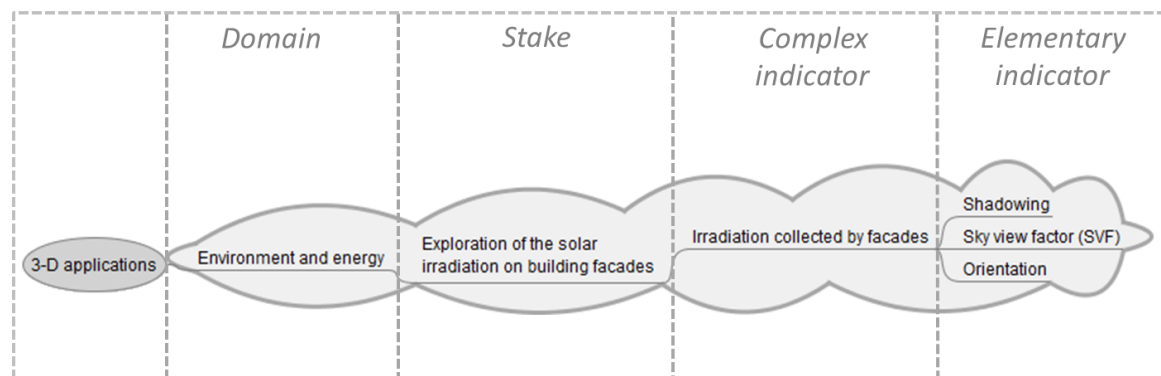 Domain
Stake
Complex
indicator
Elementary
indicator
3-D applications
Environment and energy
Exploration of the solar
irradiation on building facades
Irradiation collected by facades
Shadowing
Sky view factor (SVF)
Orientation